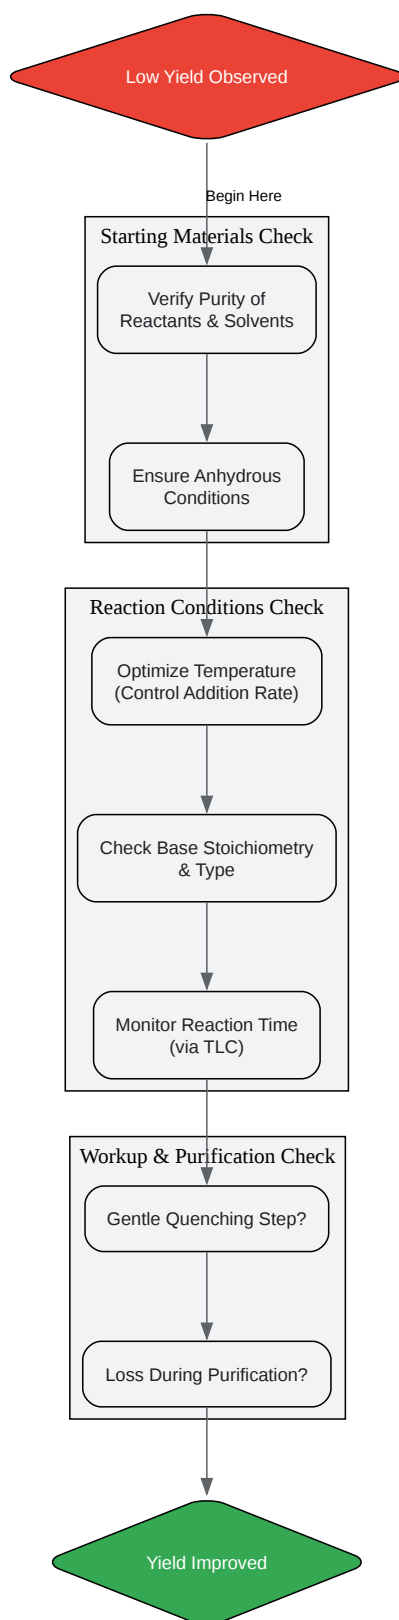 Low Yield Observed
Begin Here
Starting Materials Check
Verify Purity of
Reactants & Solvents
Ensure Anhydrous
Conditions
Reaction Conditions Check
Optimize Temperature
(Control Addition Rate)
Check Base Stoichiometry
& Type
Monitor Reaction Time
(via TLC)
Workup & Purification Check
Gentle Quenching Step?
Loss During Purification?
Yield Improved